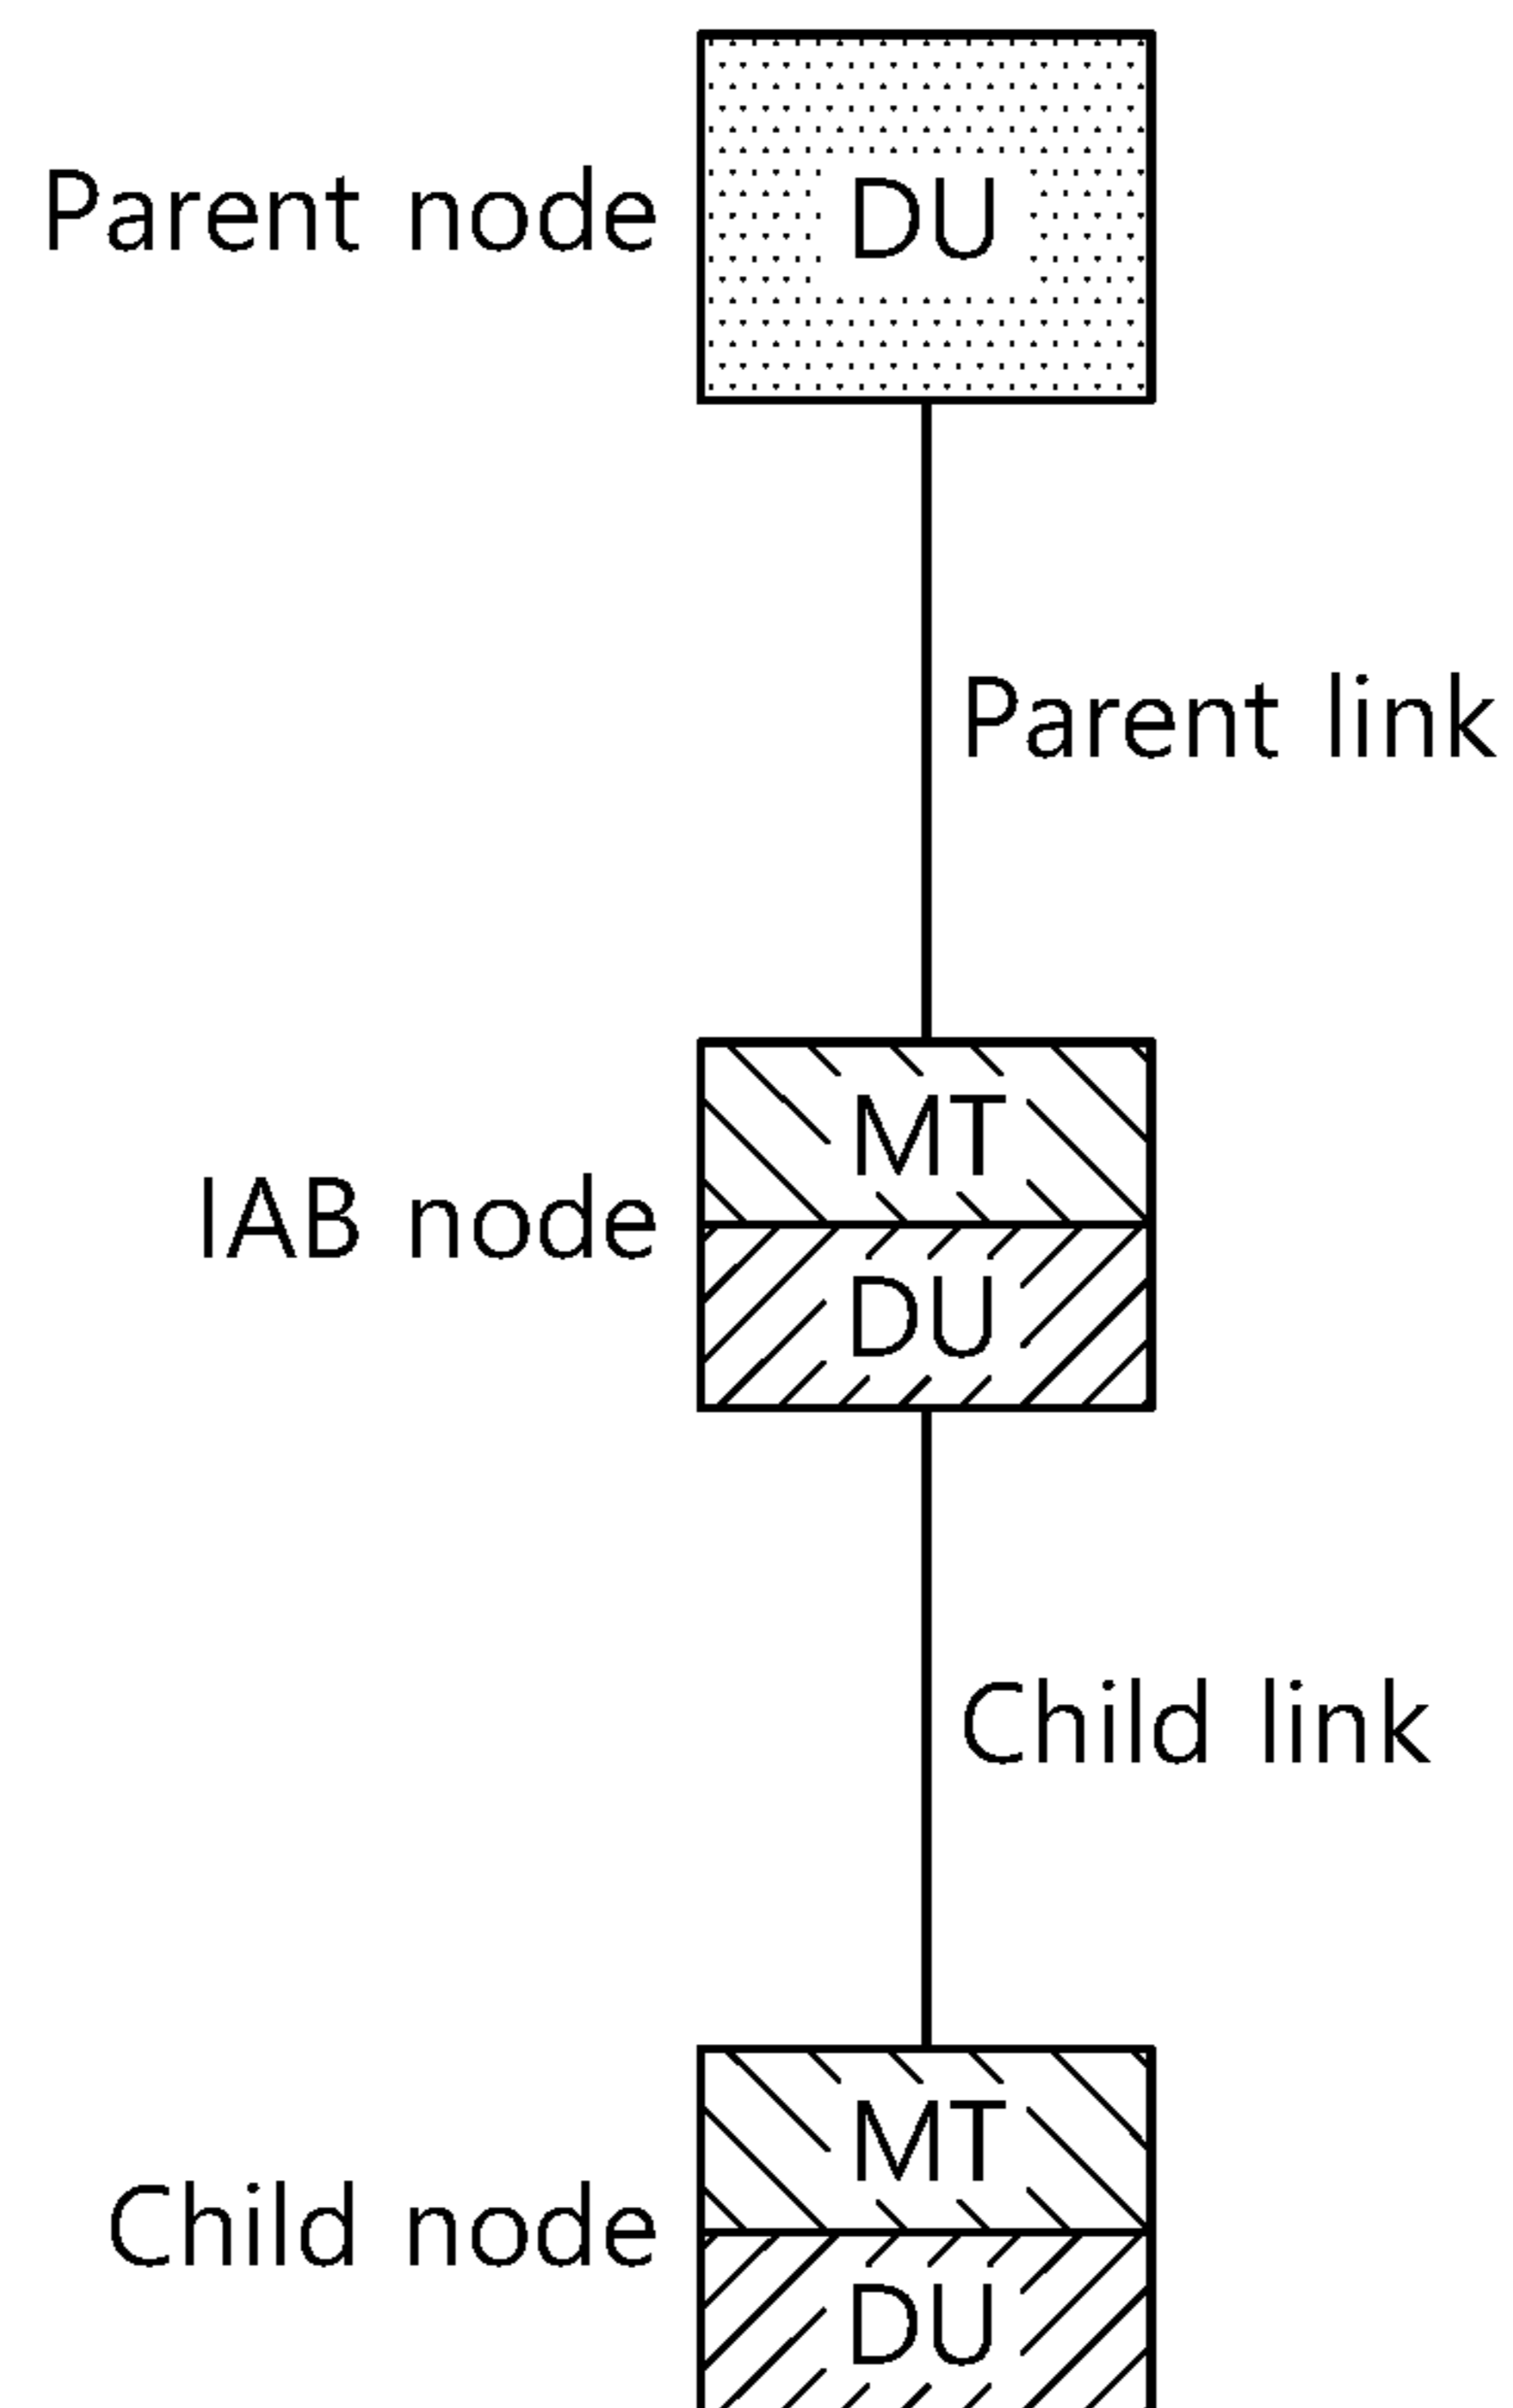 Parent node
DU
Parent link
IAB node
MT
DU
Child link
Child node
MT
DU